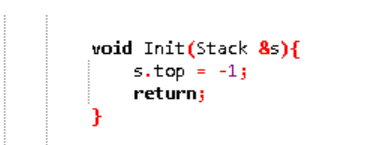 void Init(Stack &s){
    s.top = -1;
    return;
}